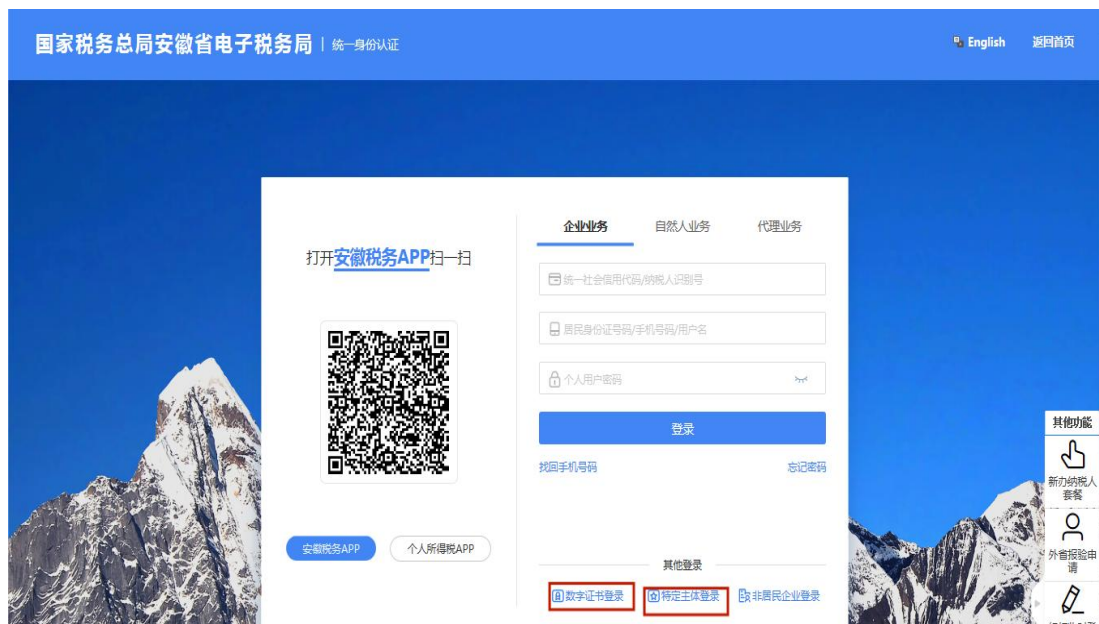 国家税务总局安徽省电子税务局 | 统一身份认证
English 返回首页
打开安徽税务APP扫一扫
安徽税务APP 个人所得税APP
企业业务 自然人业务 代理业务
统一社会信用代码/纳税人识别号
居民身份证号码/手机号码/用户名
个人用户密码
登录
找回手机号码 忘记密码
其他登录
数字证书登录 特定主体登录 非居民企业登录
其他功能
新办纳税人
套餐
外省报验申
请